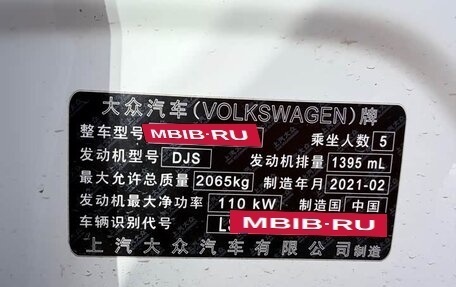 大众汽车(VOLKSWAGEN)牌
整车型号 MBIB·RU 乘坐人数 5
发动机型号 DJS 发动机排量 1395 mL
最大允许总质量 2065kg 制造年月 2021-02
发动机最大净功率 110 kW 制造国 中国
车辆识别代号 MBIB·RU
上汽大众汽车有限公司制造